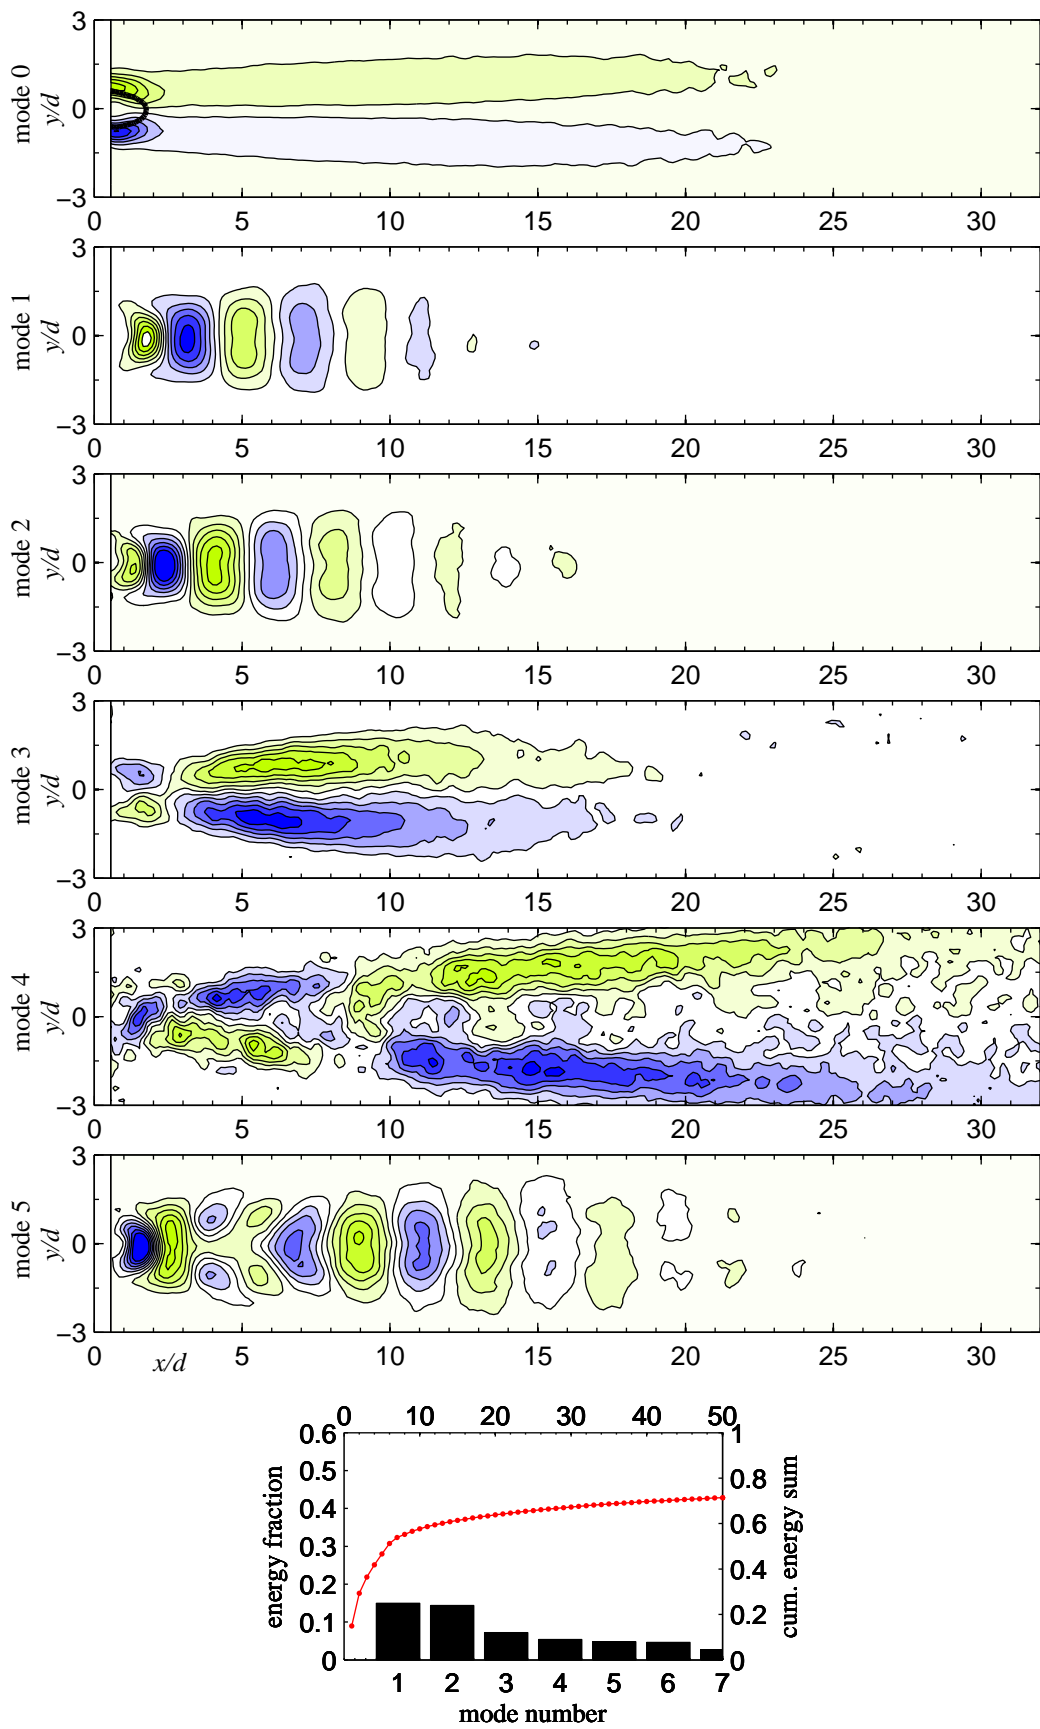 3
0
−3
mode 0
y/d
0 5 10 15 20 25 30
3
0
−3
mode 1
y/d
0 5 10 15 20 25 30
3
0
−3
mode 2
y/d
0 5 10 15 20 25 30
3
0
−3
mode 3
y/d
0 5 10 15 20 25 30
3
0
−3
mode 4
y/d
0 5 10 15 20 25 30
3
0
−3
mode 5
y/d
0 5 10 15 20 25 30
x/d
0 10 20 30 40 50
0.6 1
0.5
0.8
0.4
0.6
0.3
0.4
0.2
0.2
0.1
0 0
energy fraction
cum. energy sum
1 2 3 4 5 6 7
mode number